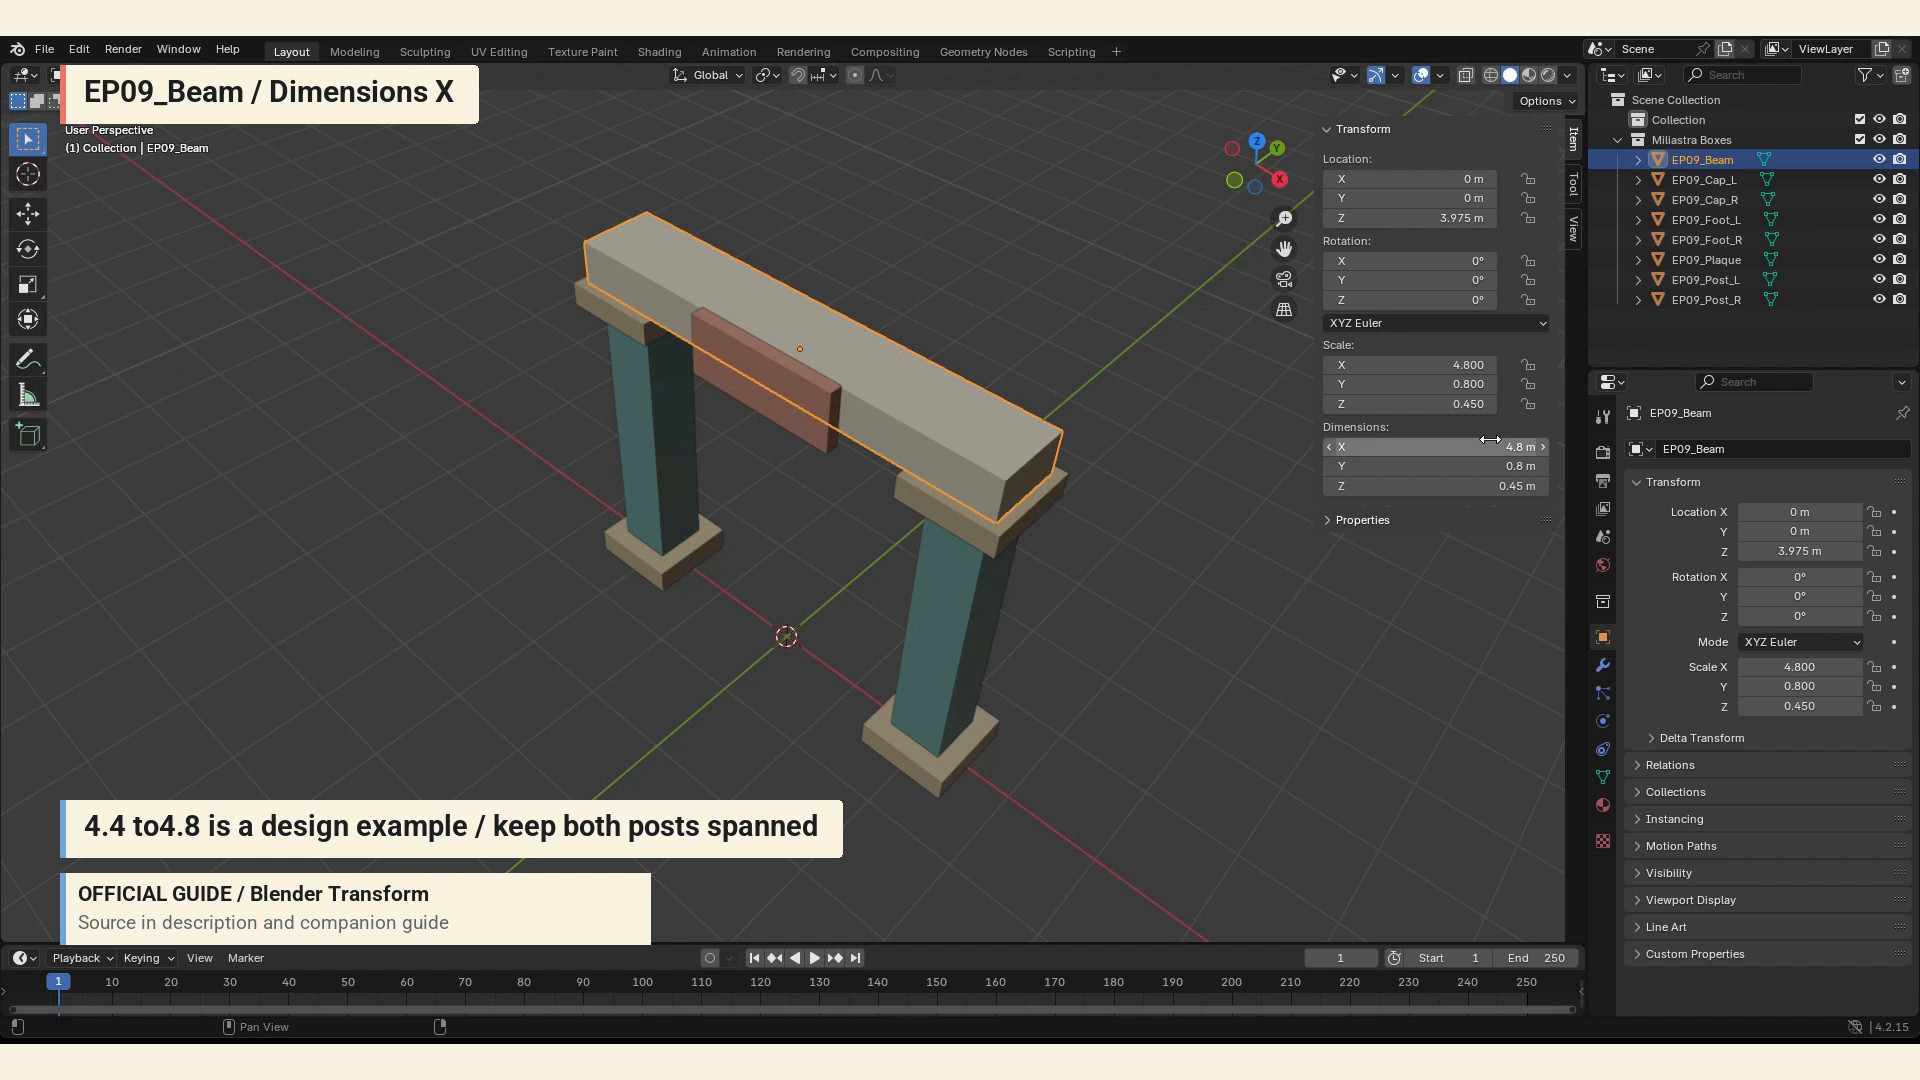 File Edit Render Window Help
Layout Modeling Sculpting UV Editing Texture Paint Shading Animation Rendering Compositing Geometry Nodes Scripting +
Scene
ViewLayer
Global
Search
EP09_Beam / Dimensions X
Options
User Perspective
(1) Collection | EP09_Beam
Z
Y
X
Transform
Location:
X 0 m
Y 0 m
Z 3.975 m
Rotation:
X 0°
Y 0°
Z 0°
XYZ Euler
Scale:
X 4.800
Y 0.800
Z 0.450
Dimensions:
X 4.8 m
Y 0.8 m
Z 0.45 m
Properties
Item
Tool
View
Scene Collection
Collection
Miliastra Boxes
EP09_Beam
EP09_Cap_L
EP09_Cap_R
EP09_Foot_L
EP09_Foot_R
EP09_Plaque
EP09_Post_L
EP09_Post_R
Search
EP09_Beam
EP09_Beam
Transform
Location X 0 m
Y 0 m
Z 3.975 m
Rotation X 0°
Y 0°
Z 0°
Mode XYZ Euler
Scale X 4.800
Y 0.800
Z 0.450
Delta Transform
Relations
Collections
Instancing
Motion Paths
Visibility
Viewport Display
Line Art
Custom Properties
4.4 to4.8 is a design example / keep both posts spanned
OFFICIAL GUIDE / Blender Transform
Source in description and companion guide
Playback Keying View Marker
1 Start 1 End 250
1 10 20 30 40 50 60 70 80 90 100 110 120 130 140 150 160 170 180 190 200 210 220 230 240 250
Pan View
4.2.15